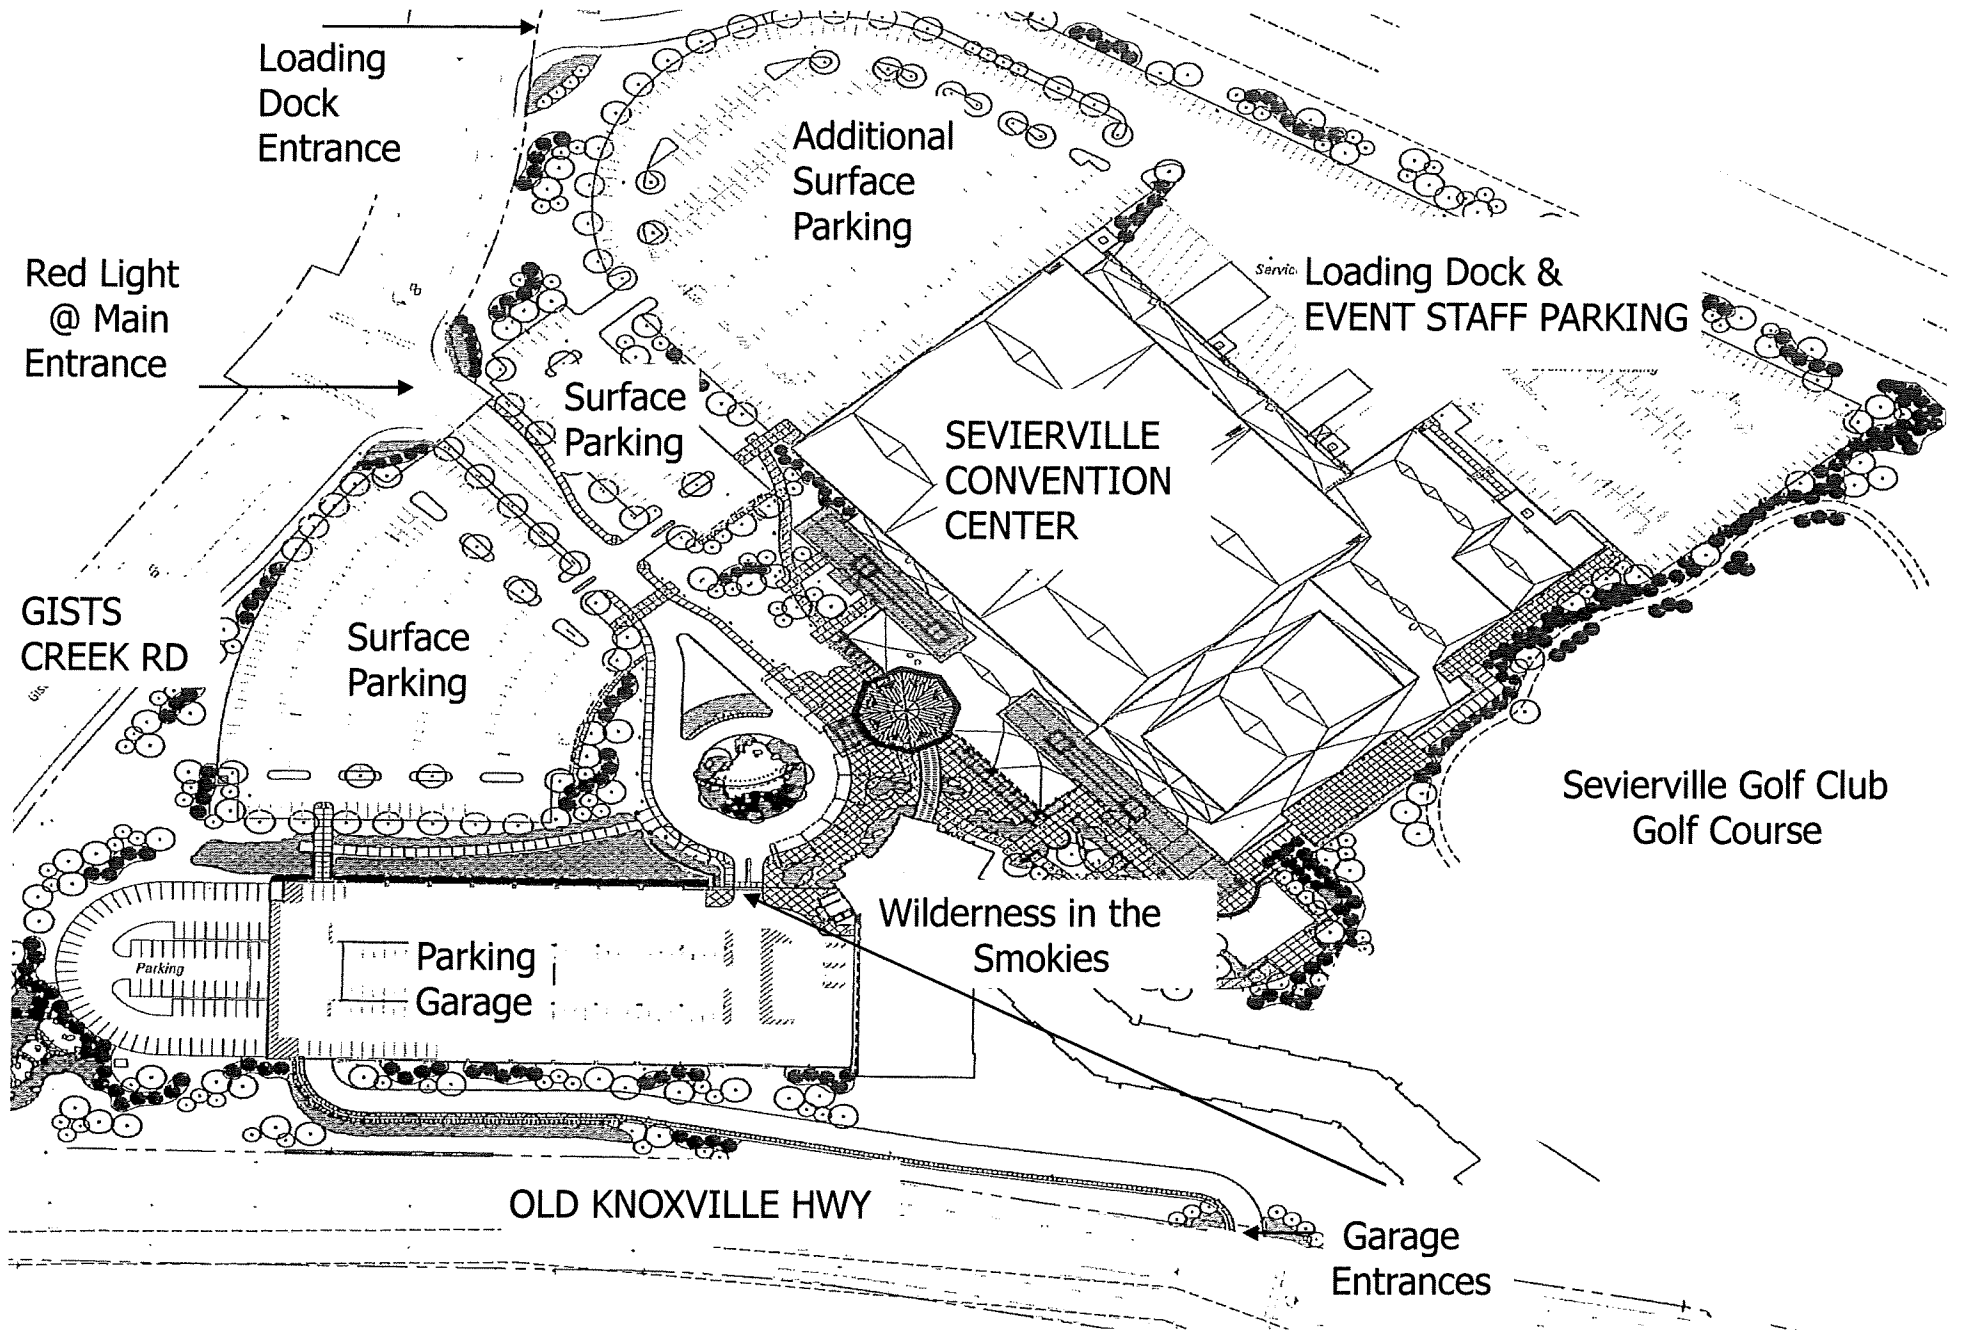 Loading
Dock
Entrance
Additional
Surface
Parking
Red Light
@ Main
Entrance
Loading Dock &
EVENT STAFF PARKING
Surface
Parking
SEVIERVILLE
CONVENTION
CENTER
GISTS
CREEK RD
Surface
Parking
Sevierville Golf Club
Golf Course
Wilderness in the
Smokies
Parking
Parking
Garage
OLD KNOXVILLE HWY
Garage
Entrances